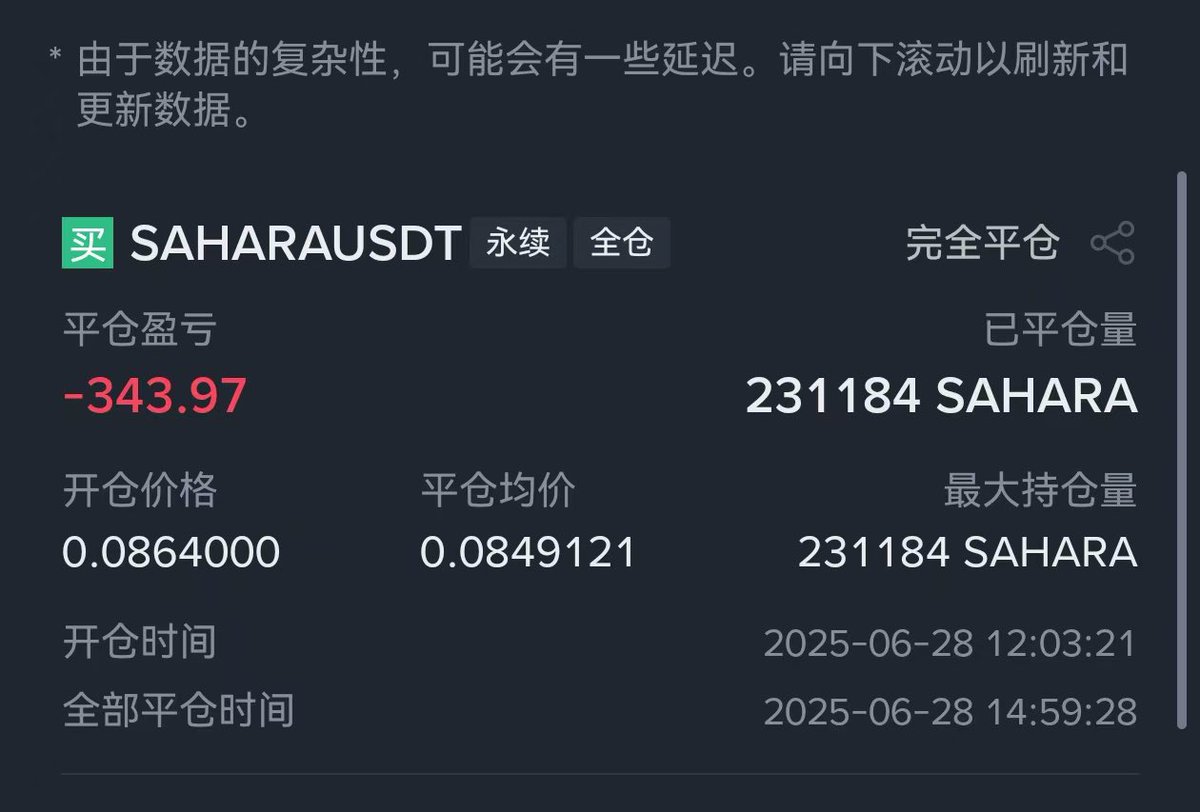 * 由于数据的复杂性，可能会有一些延迟。请向下滚动以刷新和
更新数据。
买 SAHARAUSDT 永续 全仓 完全平仓
平仓盈亏 已平仓量
-343.97 231184 SAHARA
开仓价格 平仓均价 最大持仓量
0.0864000 0.0849121 231184 SAHARA
开仓时间 2025-06-28 12:03:21
全部平仓时间 2025-06-28 14:59:28